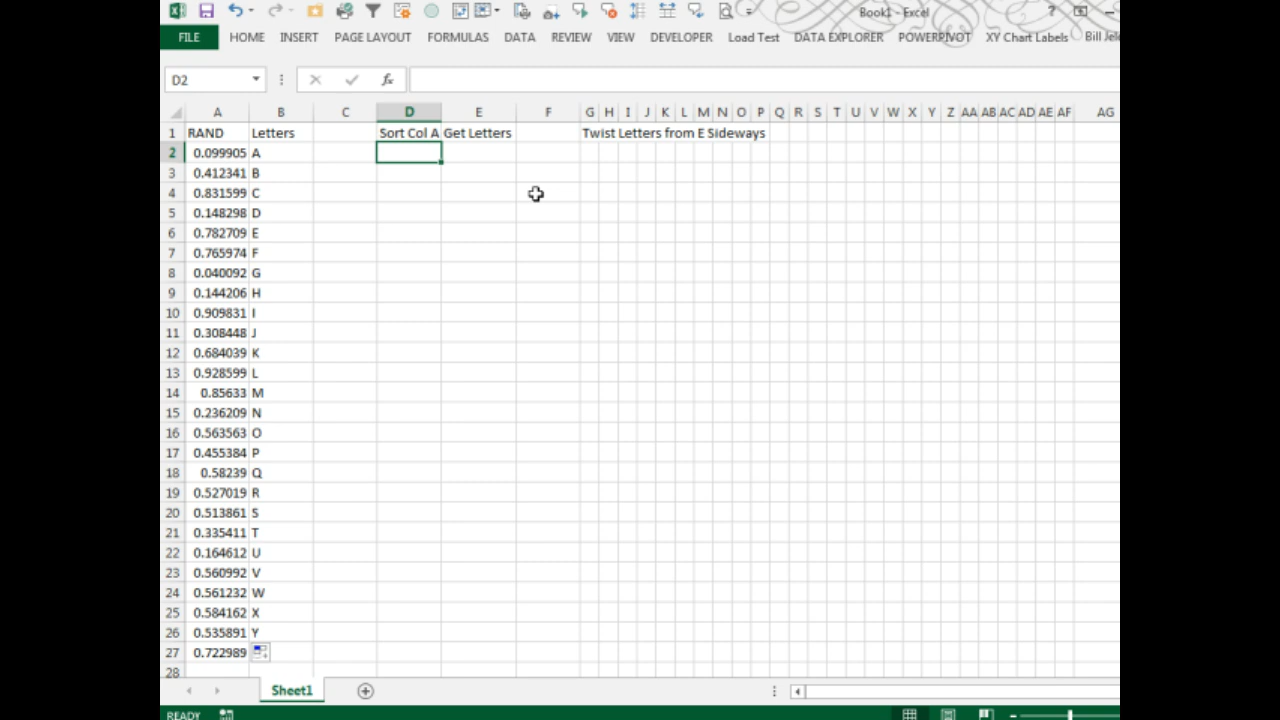 Book1 - Excel ?
FILE HOME INSERT PAGE LAYOUT FORMULAS DATA REVIEW VIEW DEVELOPER Load Test DATA EXPLORER POWERPIVOT XY Chart Labels Bill Jele
D2 fx
A B C D E F G H I J K L M N O P Q R S T U V W X Y Z AA AB AC AD AE AF AG
1 RAND Letters Sort Col A Get Letters Twist Letters from E Sideways
2 0.099905 A
3 0.412341 B
4 0.831599 C
5 0.148298 D
6 0.782709 E
7 0.765974 F
8 0.040092 G
9 0.144206 H
10 0.909831 I
11 0.308448 J
12 0.684039 K
13 0.928599 L
14 0.85633 M
15 0.236209 N
16 0.563563 O
17 0.455384 P
18 0.58239 Q
19 0.527019 R
20 0.513861 S
21 0.335411 T
22 0.164612 U
23 0.560992 V
24 0.561232 W
25 0.584162 X
26 0.535891 Y
27 0.722989
28
Sheet1
READY